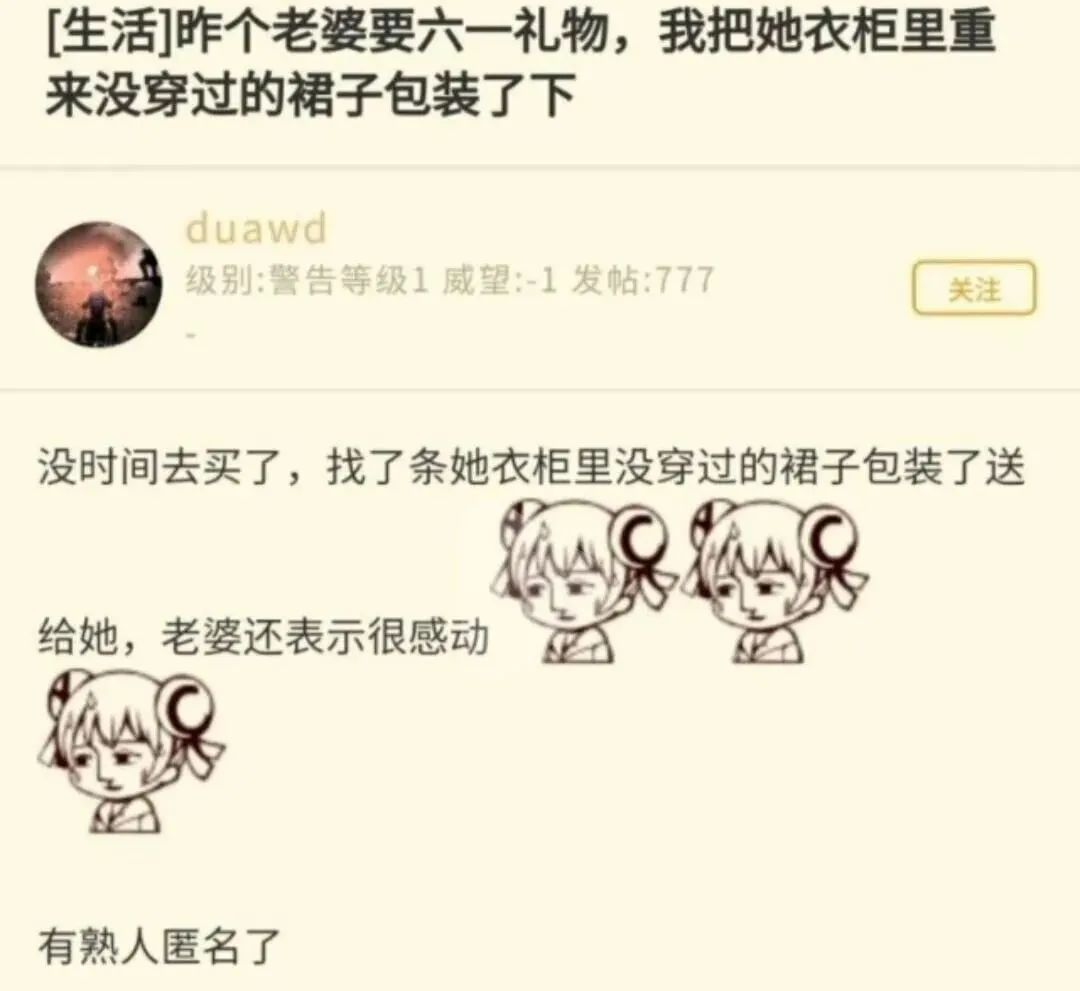 [生活]昨个老婆要六一礼物，我把她衣柜里重
来没穿过的裙子包装了下
duawd
级别:警告等级1 威望:-1 发帖:777
关注
-
没时间去买了，找了条她衣柜里没穿过的裙子包装了送
给她，老婆还表示很感动
有熟人匿名了